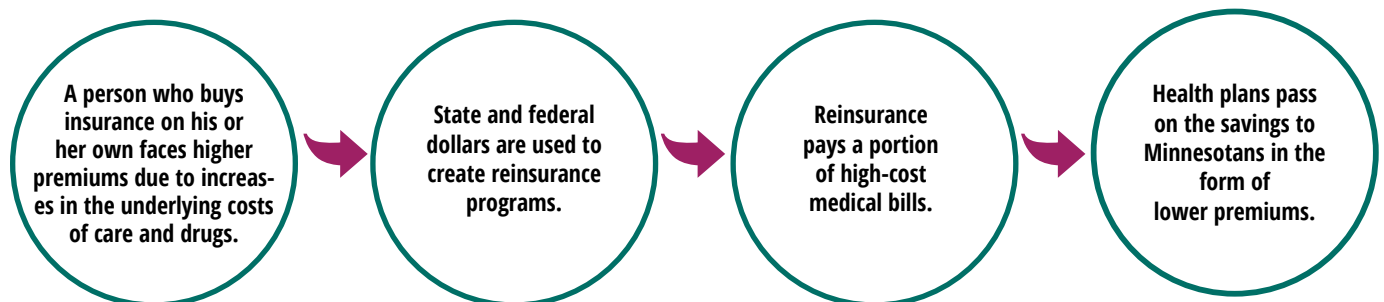 A person who buys
insurance on his or
her own faces higher
premiums due to increas-
es in the underlying costs
of care and drugs.
State and federal
dollars are used to
create reinsurance
programs.
Reinsurance
pays a portion
of high-cost
medical bills.
Health plans pass
on the savings to
Minnesotans in the
form of
lower premiums.